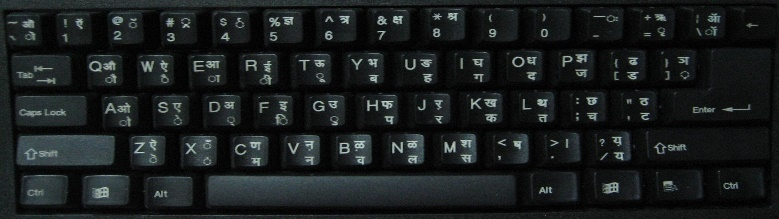 ~ औ ! ऍ @ ॅ # ्र $ र् % ज्ञ ^ त्र & क्ष * श्र ( ) — ः + ऋ | ऑ ←
` ॊ 1 2 3 4 5 6 7 8 9 0 - = ृ \ ॉ
Tab Q औ W ऐ E आ R ई T ऊ Y भ U ङ I घ O ध P झ { ढ } ञ
ौ ै ा ी ू ब ह ग द ज [ ड ] ़
Caps Lock A ओ S ए D अ F इ G उ H फ J ऱ K ख L थ : छ " ठ Enter
ो े ् ि ु प र क त ; च ' ट
Shift Z ऎ X ँ C ण V ऩ B ळ N ळ M श < ष > । ? य़ Shift
ॆ ं म न ल स , . / य
Ctrl Alt Alt Ctrl